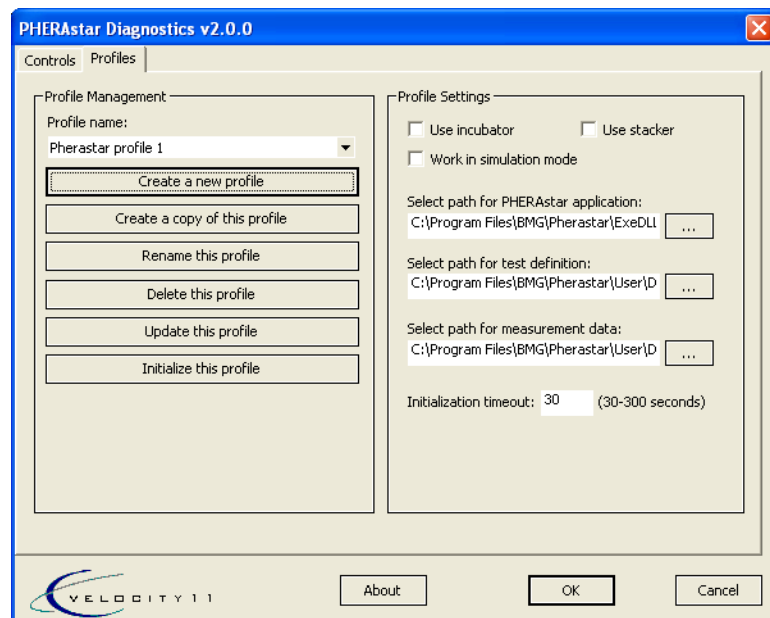 PHERAstar Diagnostics v2.0.0
Controls Profiles
Profile Management
Profile name:
Pherastar profile 1
Create a new profile
Create a copy of this profile
Rename this profile
Delete this profile
Update this profile
Initialize this profile
Profile Settings
Use incubator Use stacker
Work in simulation mode
Select path for PHERAstar application:
C:\Program Files\BMG\Pherastar\ExeDLL ...
Select path for test definition:
C:\Program Files\BMG\Pherastar\User\D ...
Select path for measurement data:
C:\Program Files\BMG\Pherastar\User\D ...
Initialization timeout: 30 (30-300 seconds)
VELOCITY11
About OK Cancel